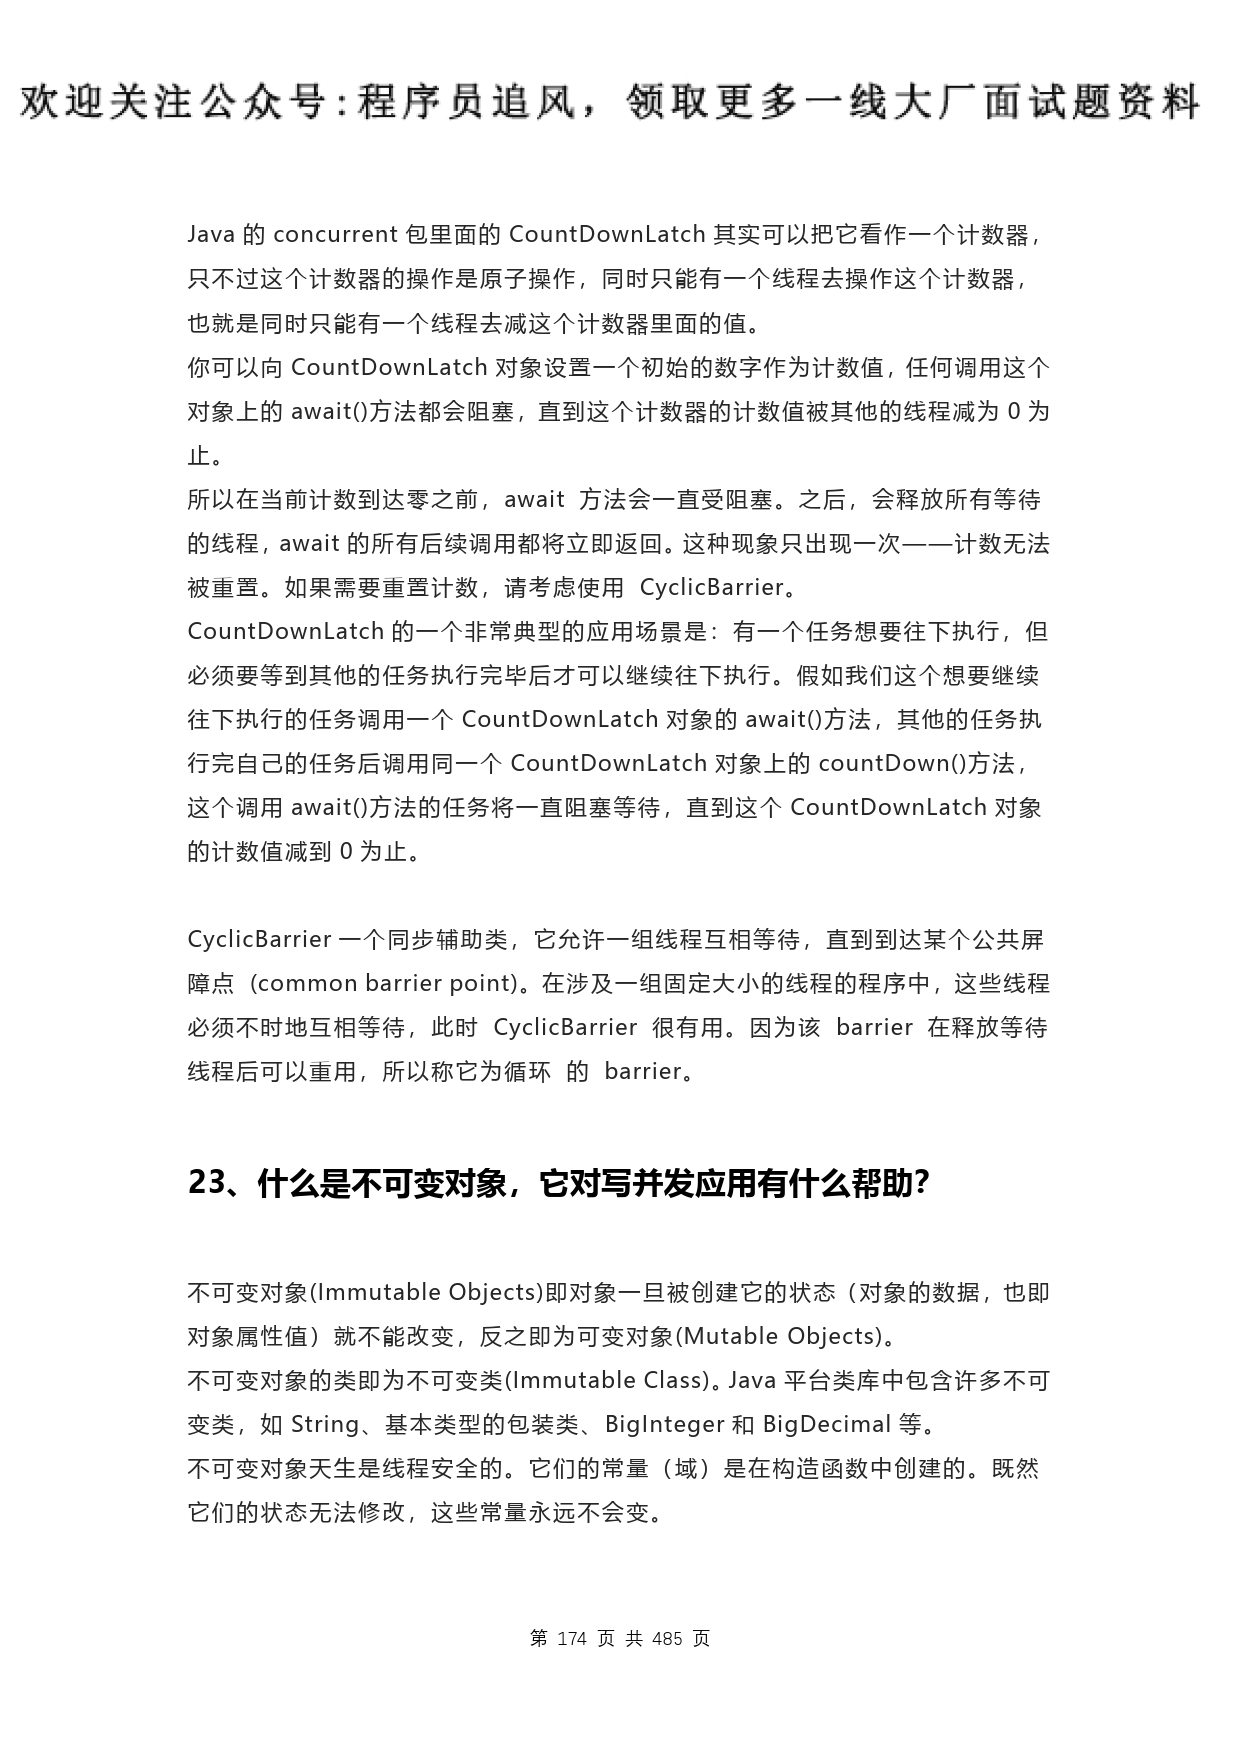 欢迎关注公众号:程序员追风，领取更多一线大厂面试题资料
Java 的 concurrent 包里面的 CountDownLatch 其实可以把它看作一个计数器，
只不过这个计数器的操作是原子操作，同时只能有一个线程去操作这个计数器，
也就是同时只能有一个线程去减这个计数器里面的值。
你可以向 CountDownLatch 对象设置一个初始的数字作为计数值，任何调用这个
对象上的 await()方法都会阻塞，直到这个计数器的计数值被其他的线程减为 0 为
止。
所以在当前计数到达零之前，await 方法会一直受阻塞。之后，会释放所有等待
的线程，await 的所有后续调用都将立即返回。这种现象只出现一次——计数无法
被重置。如果需要重置计数，请考虑使用 CyclicBarrier。
CountDownLatch 的一个非常典型的应用场景是：有一个任务想要往下执行，但
必须要等到其他的任务执行完毕后才可以继续往下执行。假如我们这个想要继续
往下执行的任务调用一个 CountDownLatch 对象的 await()方法，其他的任务执
行完自己的任务后调用同一个 CountDownLatch 对象上的 countDown()方法，
这个调用 await()方法的任务将一直阻塞等待，直到这个 CountDownLatch 对象
的计数值减到 0 为止。
CyclicBarrier 一个同步辅助类，它允许一组线程互相等待，直到到达某个公共屏
障点 (common barrier point)。在涉及一组固定大小的线程的程序中，这些线程
必须不时地互相等待，此时 CyclicBarrier 很有用。因为该 barrier 在释放等待
线程后可以重用，所以称它为循环 的 barrier。
23、什么是不可变对象，它对写并发应用有什么帮助？
不可变对象(Immutable Objects)即对象一旦被创建它的状态（对象的数据，也即
对象属性值）就不能改变，反之即为可变对象(Mutable Objects)。
不可变对象的类即为不可变类(Immutable Class)。Java 平台类库中包含许多不可
变类，如 String、基本类型的包装类、BigInteger 和 BigDecimal 等。
不可变对象天生是线程安全的。它们的常量（域）是在构造函数中创建的。既然
它们的状态无法修改，这些常量永远不会变。
第 174 页 共 485 页